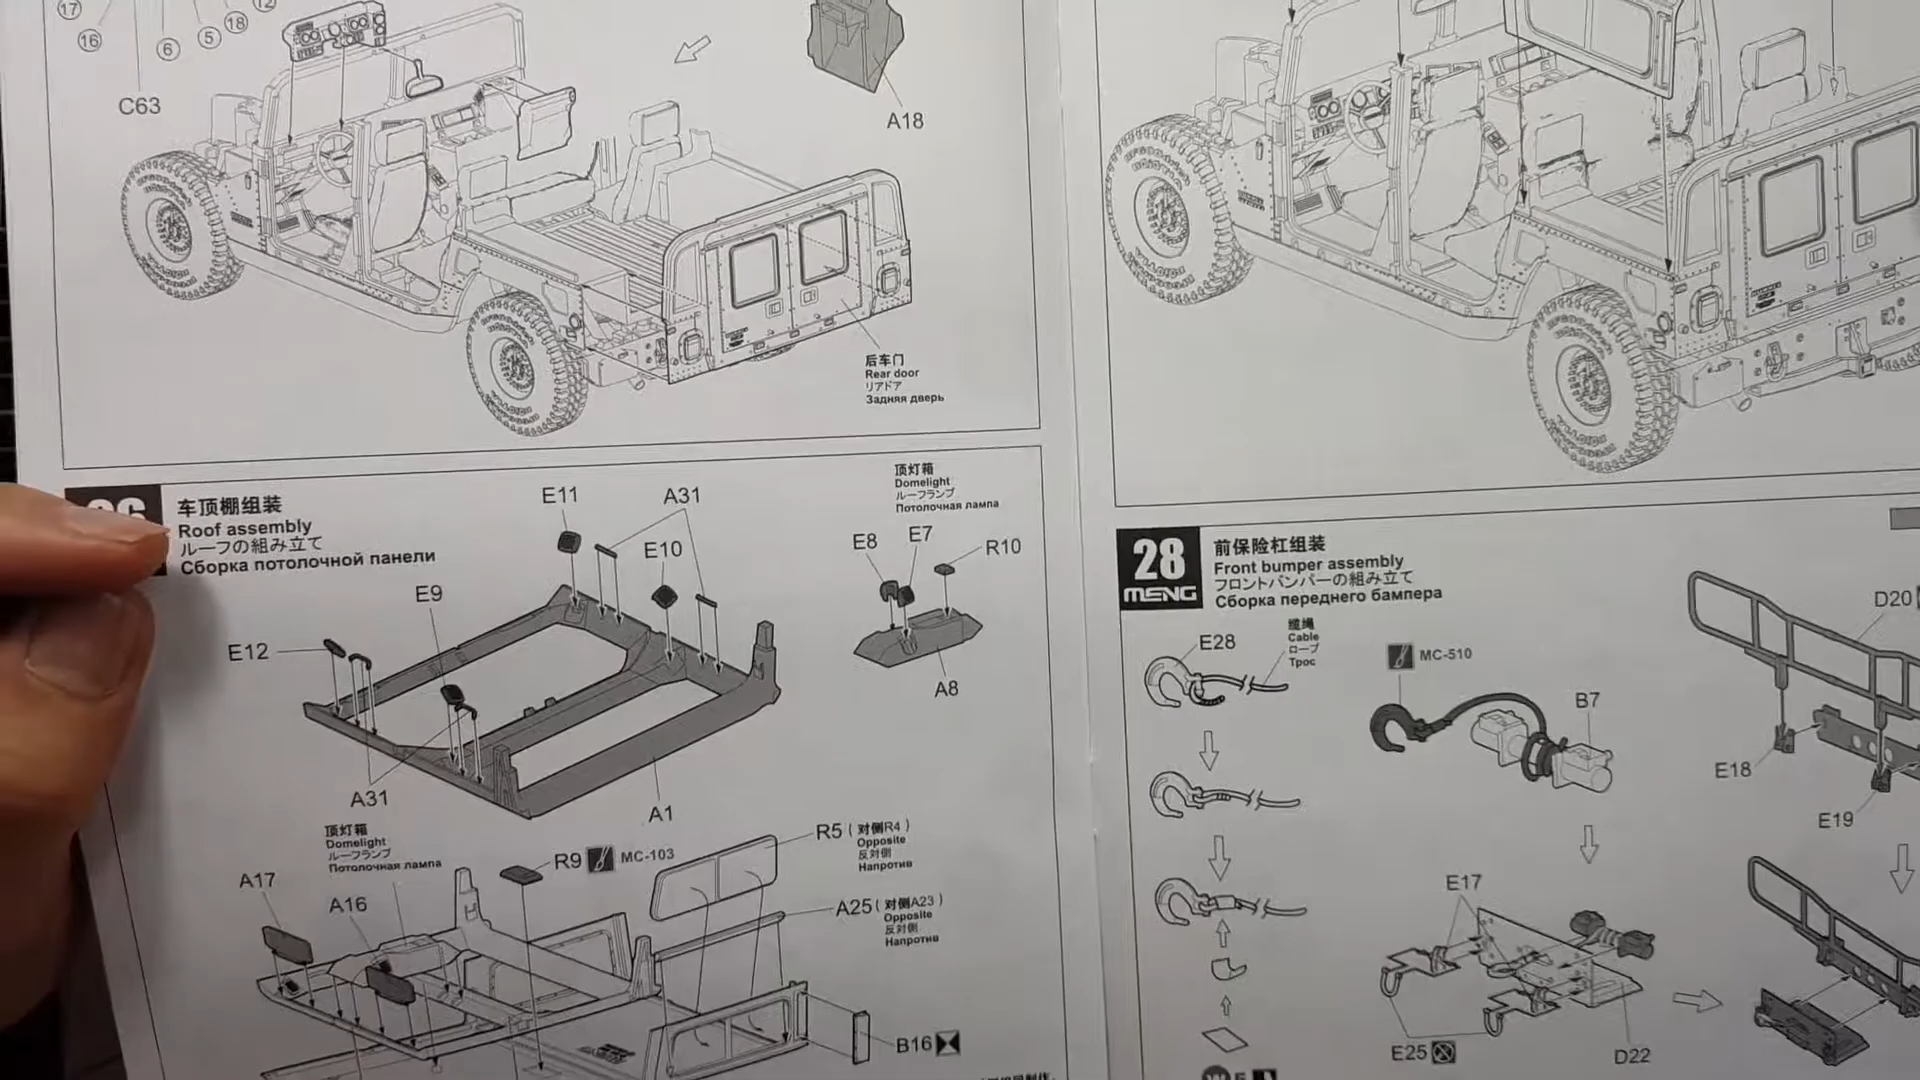 17
16
6
5
18
12
C63
A18
后车门
Rear door
リアドア
Задняя дверь
车顶棚组装
Roof assembly
ルーフの組み立て
Сборка потолочной панели
E11
A31
E10
E9
E12
A31
A1
顶灯箱
Domelight
ルーフランプ
Потолочная лампа
E8
E7
R10
A8
顶灯箱
Domelight
ルーフランプ
Потолочная лампа
A17
A16
R9
MC-103
R5 (对侧R4)
Opposite
反対側
Напротив
A25 (对侧A23)
Opposite
反対側
Напротив
B16
28
MENG
前保险杠组装
Front bumper assembly
フロントバンパーの組み立て
Сборка переднего бампера
E28
缆绳
Cable
ロープ
Трос
MC-510
B7
D20
E18
E19
E17
E25
D22